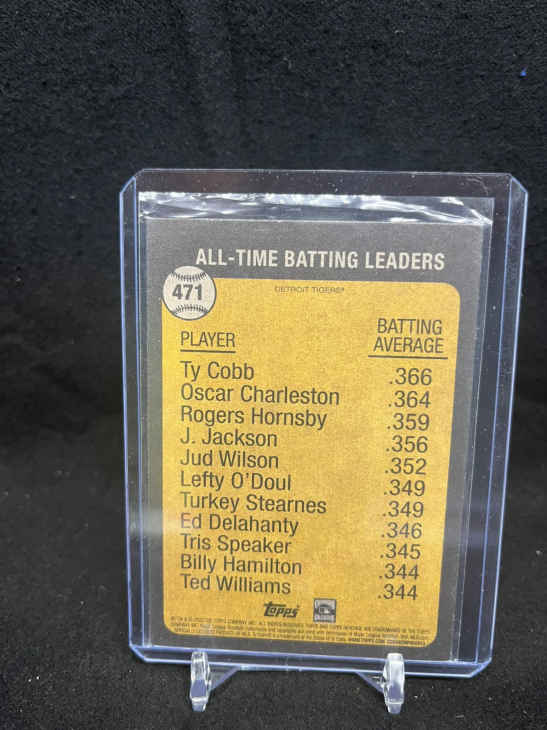 ALL-TIME BATTING LEADERS
471
DETROIT TIGERS®
PLAYER BATTING AVERAGE
Ty Cobb .366
Oscar Charleston .364
Rogers Hornsby .359
J. Jackson .356
Jud Wilson .352
Lefty O'Doul .349
Turkey Stearnes .349
Ed Delahanty .346
Tris Speaker .345
Billy Hamilton .344
Ted Williams .344
Topps